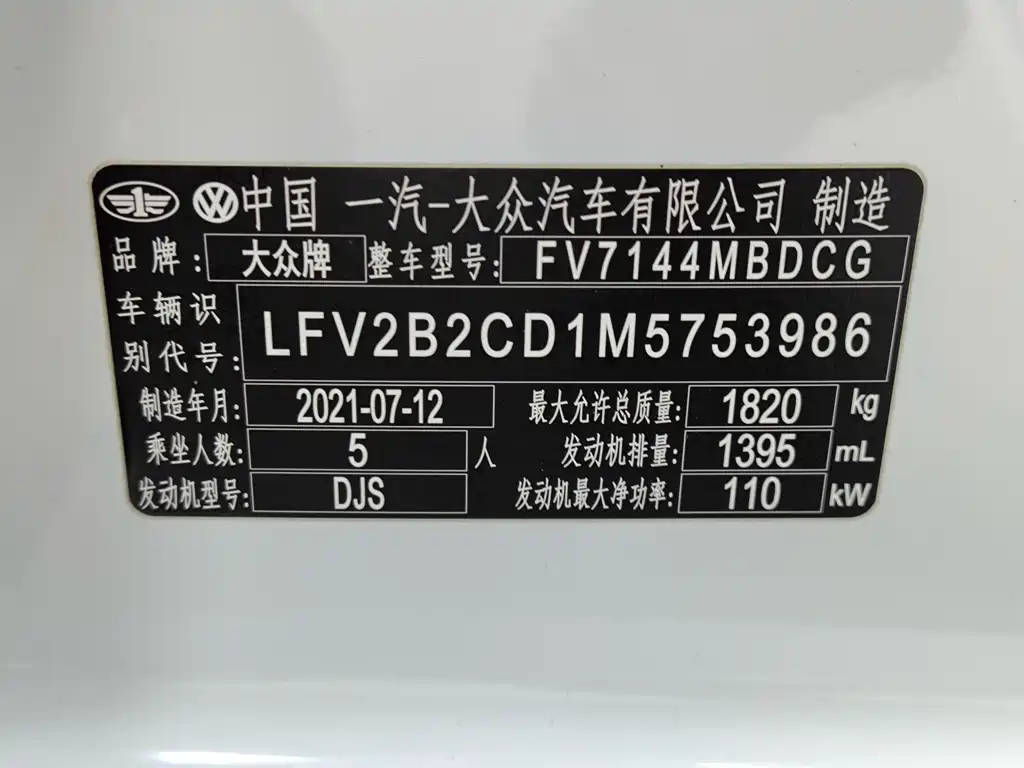 中国 一汽-大众汽车有限公司 制造
品牌: 大众牌 整车型号: FV7144MBDCG
车辆识别代号: LFV2B2CD1M5753986
制造年月: 2021-07-12 最大允许总质量: 1820 kg
乘坐人数: 5 人 发动机排量: 1395 mL
发动机型号: DJS 发动机最大净功率: 110 kW